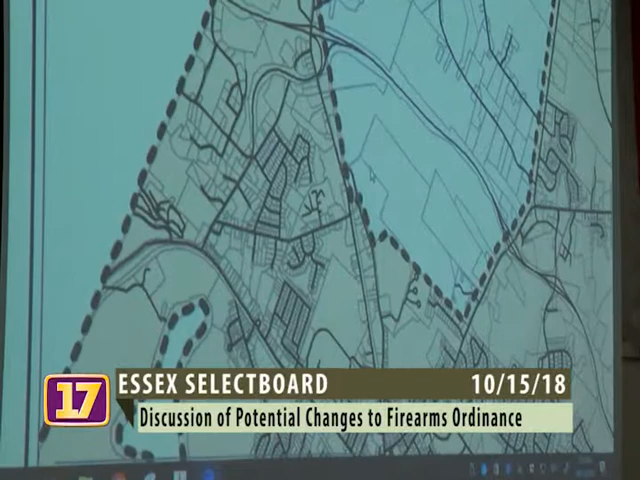 17
ESSEX SELECTBOARD 10/15/18
Discussion of Potential Changes to Firearms Ordinance